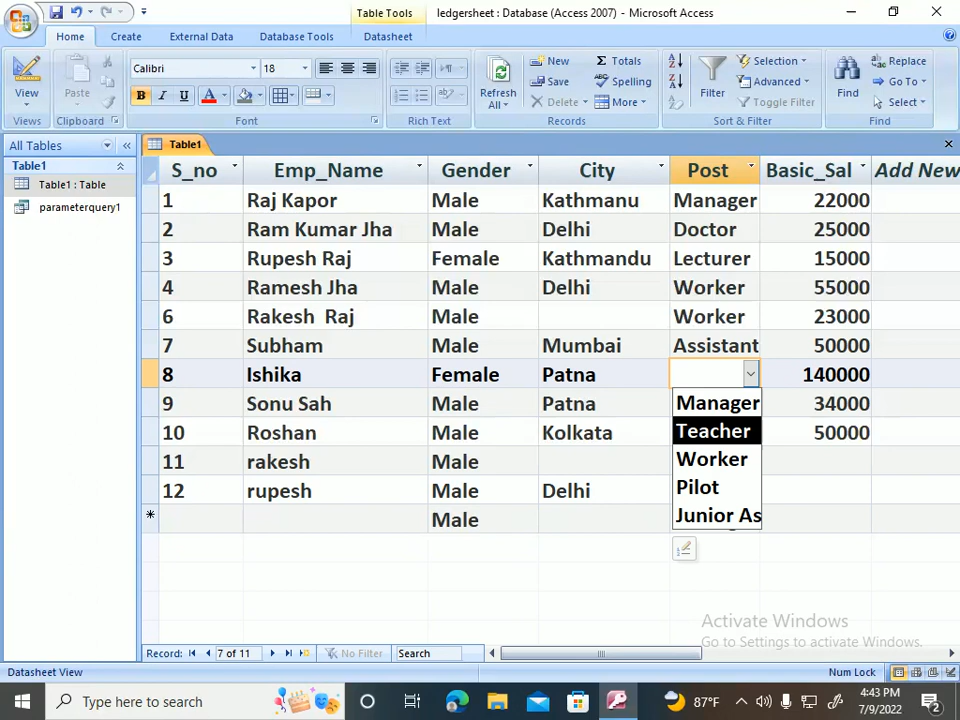 Table Tools
ledgersheet : Database (Access 2007) - Microsoft Access
Home Create External Data Database Tools Datasheet
View
Views
Paste
Clipboard
Calibri 18
B I U A
Font
Rich Text
Refresh All
New
Save
Delete
Totals
Spelling
More
Records
Filter
Selection
Advanced
Toggle Filter
Sort & Filter
Find
Replace
Go To
Select
Find
All Tables
Table1
Table1 : Table
parameterquery1
Table1
S_no Emp_Name Gender City Post Basic_Sal Add New
1 Raj Kapor Male Kathmanu Manager 22000
2 Ram Kumar Jha Male Delhi Doctor 25000
3 Rupesh Raj Female Kathmandu Lecturer 15000
4 Ramesh Jha Male Delhi Worker 55000
6 Rakesh Raj Male Worker 23000
7 Subham Male Mumbai Assistant 50000
8 Ishika Female Patna 140000
9 Sonu Sah Male Patna 34000
10 Roshan Male Kolkata 50000
11 rakesh Male
12 rupesh Male Delhi
Male
Manager
Teacher
Worker
Pilot
Junior As
Activate Windows
Go to Settings to activate Windows.
Record: 7 of 11 No Filter Search
Datasheet View
Num Lock
Type here to search
87°F
4:43 PM
7/9/2022
2